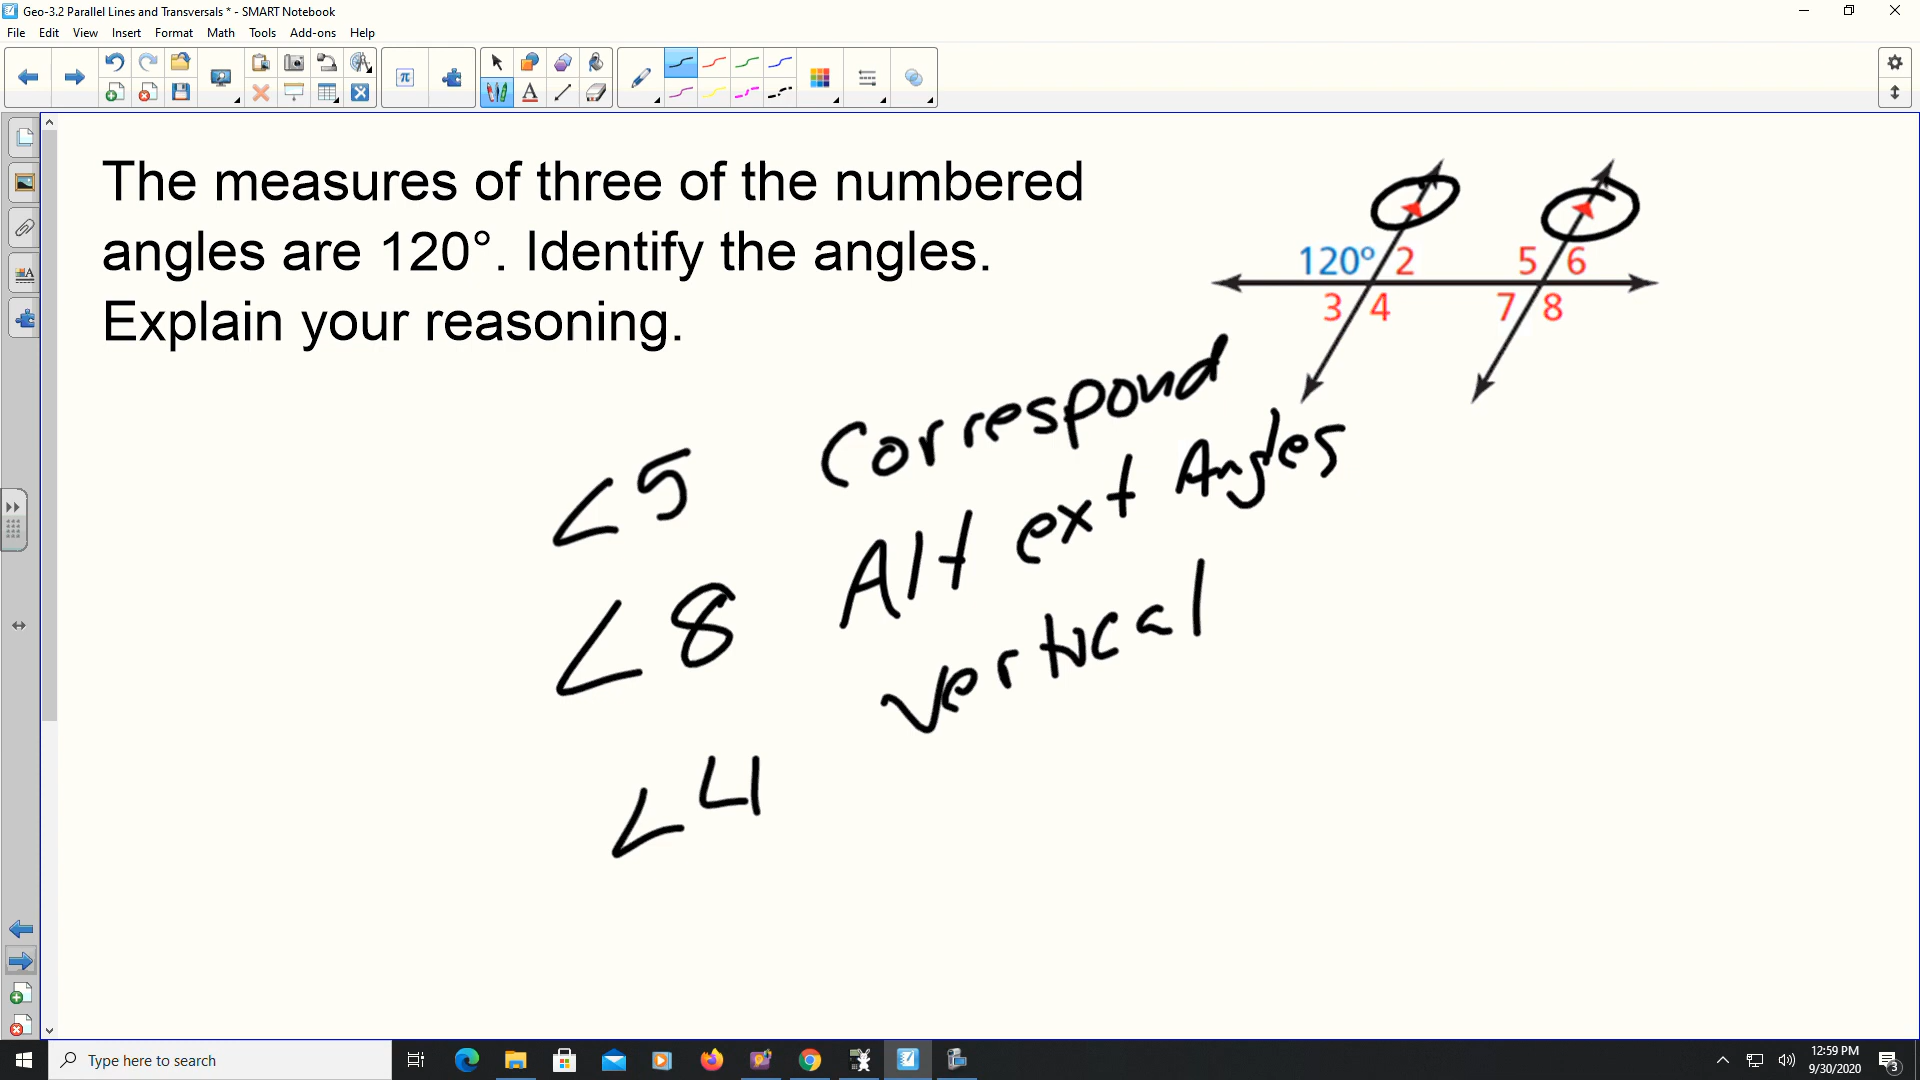 Geo-3.2 Parallel Lines and Transversals * - SMART Notebook
File Edit View Insert Format Math Tools Add-ons Help
The measures of three of the numbered
angles are 120°. Identify the angles.
Explain your reasoning.
120° 2 5 6
3 4 7 8
<5 Correspond
<8 Alt ext Angles
<4 vertical
Type here to search
12:59 PM
9/30/2020
3